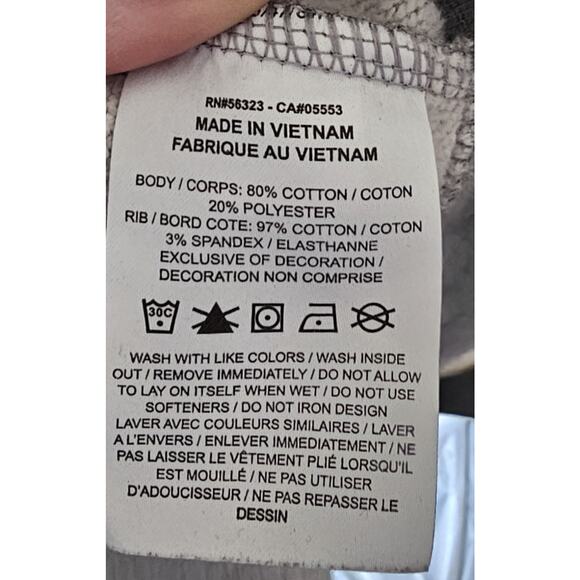 RN#56323 - CA#05553
MADE IN VIETNAM
FABRIQUE AU VIETNAM
BODY / CORPS: 80% COTTON / COTON
20% POLYESTER
RIB / BORD COTE: 97% COTTON / COTON
3% SPANDEX / ELASTHANNE
EXCLUSIVE OF DECORATION /
DECORATION NON COMPRISE
30C
WASH WITH LIKE COLORS / WASH INSIDE
OUT / REMOVE IMMEDIATELY / DO NOT ALLOW
TO LAY ON ITSELF WHEN WET / DO NOT USE
SOFTENERS / DO NOT IRON DESIGN
LAVER AVEC COULEURS SIMILAIRES / LAVER
A L'ENVERS / ENLEVER IMMEDIATEMENT / NE
PAS LAISSER LE VÊTEMENT PLIÉ LORSQU'IL
EST MOUILLÉ / NE PAS UTILISER
D'ADOUCISSEUR / NE PAS REPASSER LE
DESSIN